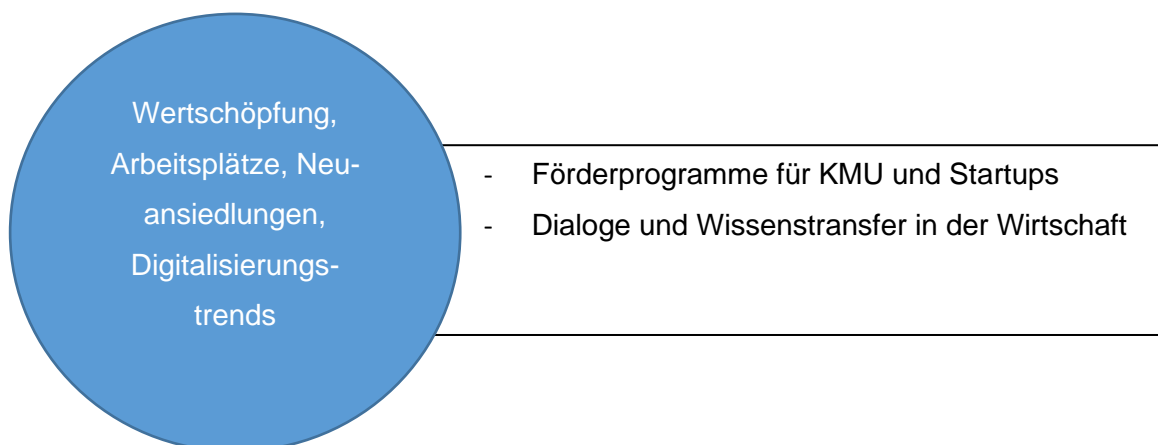 Wertschöpfung,
Arbeitsplätze, Neu-
ansiedlungen,
Digitalisierungs-
trends
- Förderprogramme für KMU und Startups
- Dialoge und Wissenstransfer in der Wirtschaft